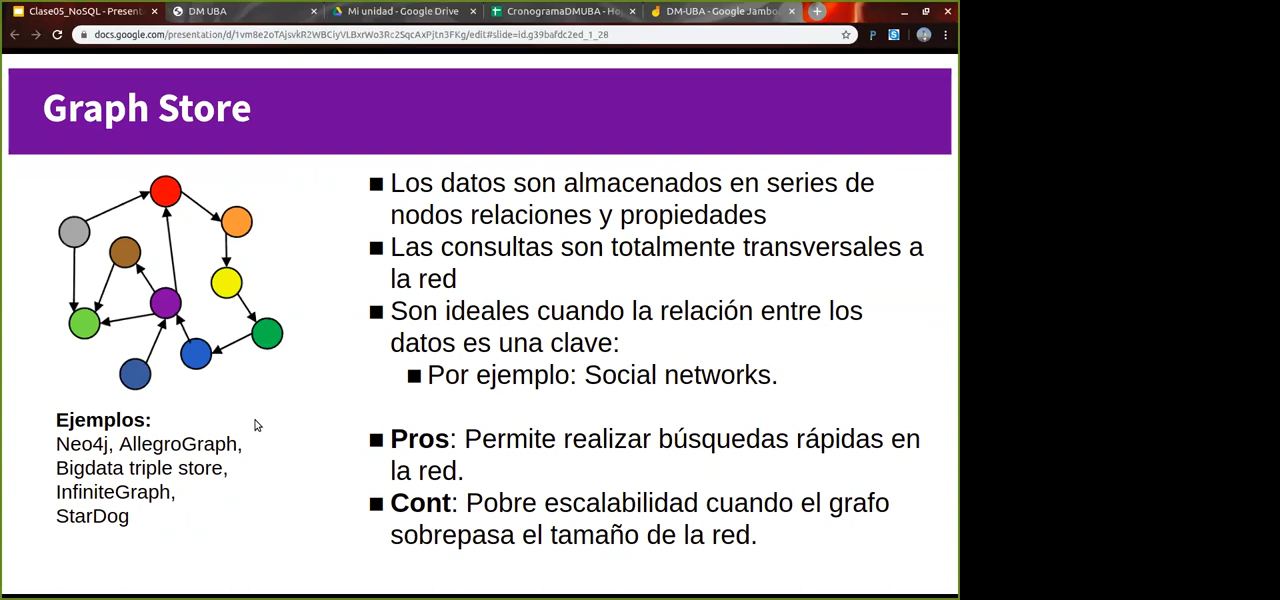 Clase05_NoSQL - Present
DM UBA
Mi unidad - Google Drive
CronogramaDMUBA - Ho
DM-UBA - Google Jambo
docs.google.com/presentation/d/1vm8e2oTAjsvkR2WBCiyVLBxrWo3Rc2SqcAxPjtn3FKg/edit#slide=id.g39bafdc2ed_1_28
Graph Store
■ Los datos son almacenados en series de
nodos relaciones y propiedades
■ Las consultas son totalmente transversales a
la red
■ Son ideales cuando la relación entre los
datos es una clave:
■ Por ejemplo: Social networks.
■ Pros: Permite realizar búsquedas rápidas en
la red.
■ Cont: Pobre escalabilidad cuando el grafo
sobrepasa el tamaño de la red.
Ejemplos:
Neo4j, AllegroGraph,
Bigdata triple store,
InfiniteGraph,
StarDog